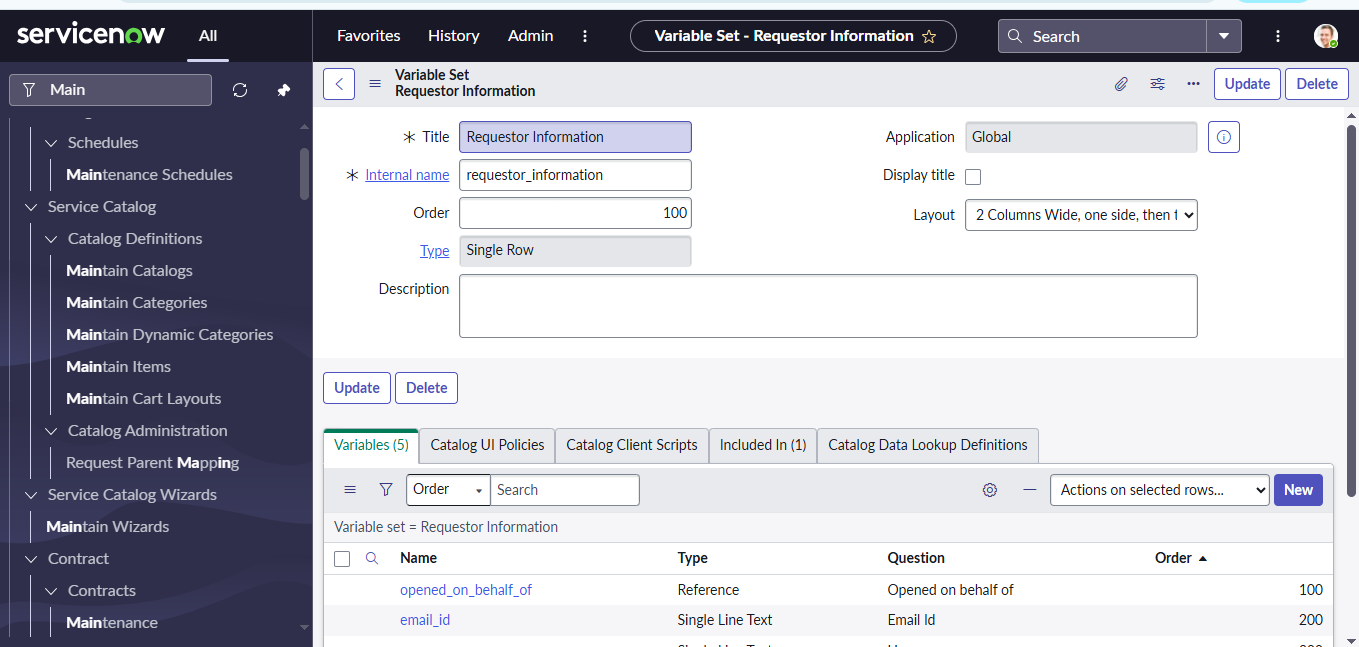 servicenow
All
Favorites
History
Admin
Variable Set - Requestor Information
Search
Main
Schedules
Maintenance Schedules
Service Catalog
Catalog Definitions
Maintain Catalogs
Maintain Categories
Maintain Dynamic Categories
Maintain Items
Maintain Cart Layouts
Catalog Administration
Request Parent Mapping
Service Catalog Wizards
Maintain Wizards
Contract
Contracts
Maintenance
Variable Set
Requestor Information
Update
Delete
Title
Requestor Information
Application
Global
Internal name
requestor_information
Display title
Order
100
Layout
2 Columns Wide, one side, then t
Type
Single Row
Description
Update
Delete
Variables (5)
Catalog UI Policies
Catalog Client Scripts
Included In (1)
Catalog Data Lookup Definitions
Order
Search
Actions on selected rows...
New
Variable set = Requestor Information
Name Type Question Order
opened_on_behalf_of Reference Opened on behalf of 100
email_id Single Line Text Email Id 200